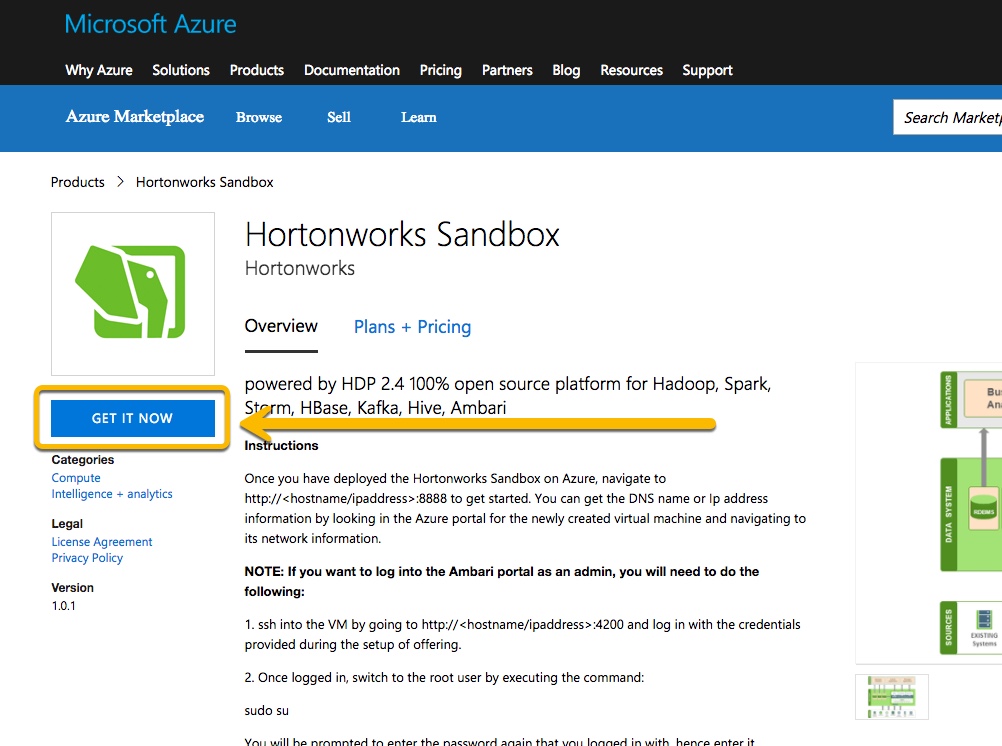 Microsoft Azure
Why Azure Solutions Products Documentation Pricing Partners Blog Resources Support
Azure Marketplace Browse Sell Learn
Search Marketp
Products > Hortonworks Sandbox
Hortonworks Sandbox
Hortonworks
Overview Plans + Pricing
powered by HDP 2.4 100% open source platform for Hadoop, Spark,
Storm, HBase, Kafka, Hive, Ambari
GET IT NOW
Categories
Compute
Intelligence + analytics
Legal
License Agreement
Privacy Policy
Version
1.0.1
Instructions
Once you have deployed the Hortonworks Sandbox on Azure, navigate to
http://<hostname/ipaddress>:8888 to get started. You can get the DNS name or Ip address
information by looking in the Azure portal for the newly created virtual machine and navigating to
its network information.
NOTE: If you want to log into the Ambari portal as an admin, you will need to do the
following:
1. ssh into the VM by going to http://<hostname/ipaddress>:4200 and log in with the credentials
provided during the setup of offering.
2. Once logged in, switch to the root user by executing the command:
sudo su
You will be prompted to enter the password again that you logged in with, hence enter it
APPLICATIONS
Bu
An
DATA SYSTEM
RDBMS
SOURCES
EXISTING
Systems